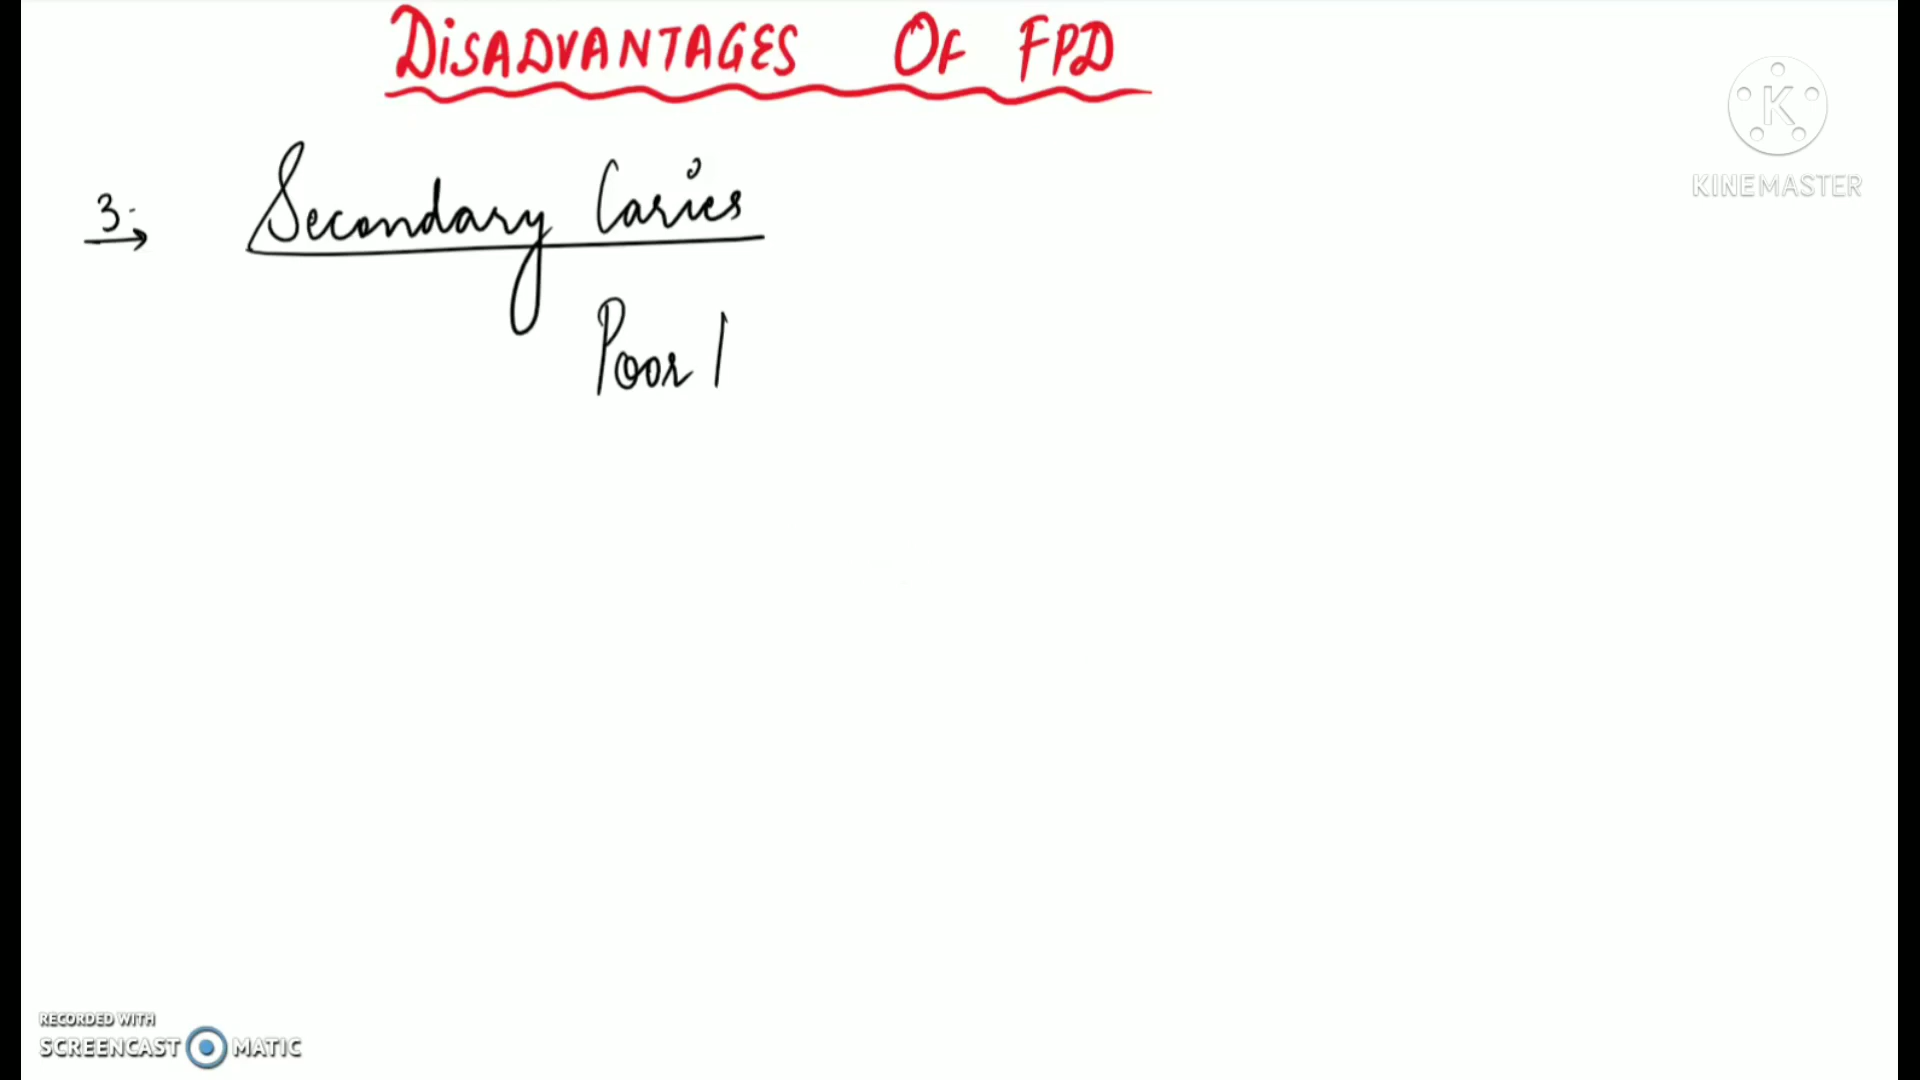 DISADVANTAGES OF FPD
KINEMASTER
3. Secondary Caries
Poor
RECORDED WITH
SCREENCAST MATIC